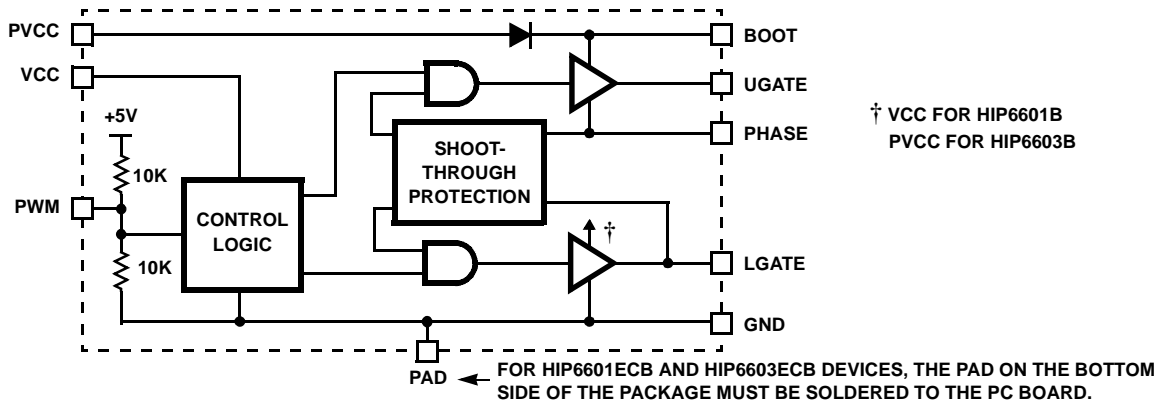 PVCC
VCC
+5V
10K
PWM
10K
CONTROL
LOGIC
SHOOT-
THROUGH
PROTECTION
†
BOOT
UGATE
PHASE
LGATE
GND
PAD
† VCC FOR HIP6601B
PVCC FOR HIP6603B
FOR HIP6601ECB AND HIP6603ECB DEVICES, THE PAD ON THE BOTTOM
SIDE OF THE PACKAGE MUST BE SOLDERED TO THE PC BOARD.